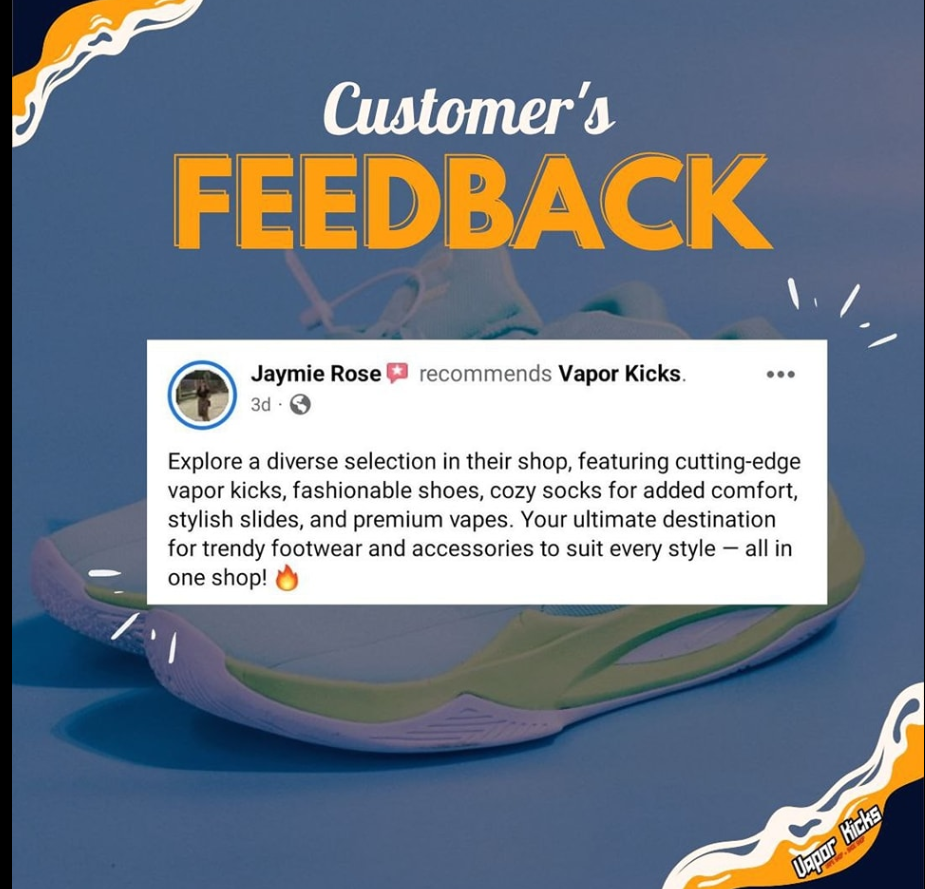 Customer's
FEEDBACK
Jaymie Rose recommends Vapor Kicks.
3d ·
Explore a diverse selection in their shop, featuring cutting-edge
vapor kicks, fashionable shoes, cozy socks for added comfort,
stylish slides, and premium vapes. Your ultimate destination
for trendy footwear and accessories to suit every style — all in
one shop! 🔥
Vapor Kicks